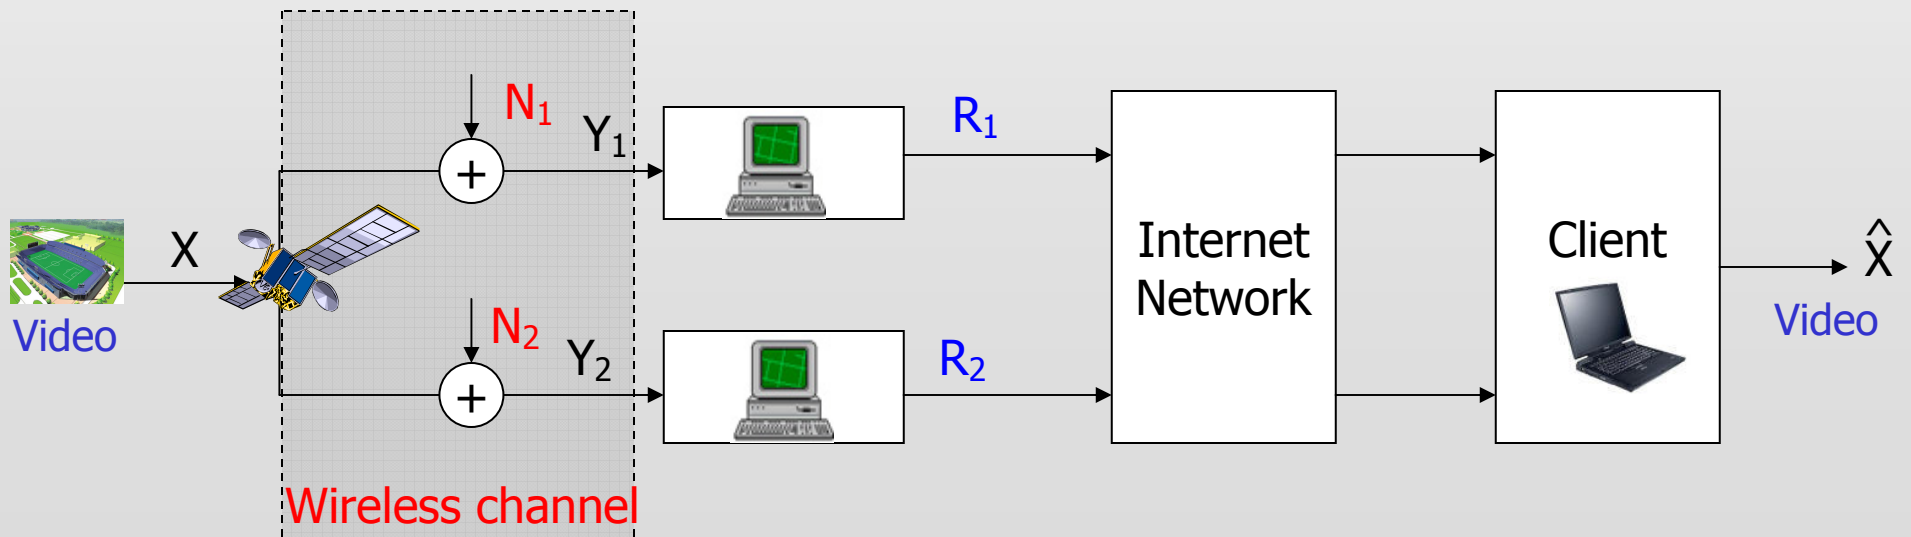 Video
X
N₁
+
Y₁
N₂
+
Y₂
Wireless channel
R₁
R₂
Internet
Network
Client
X̂
Video